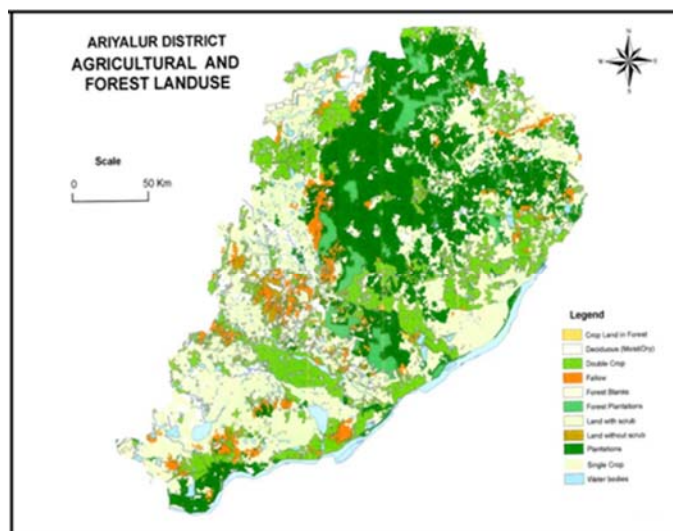 ARIYALUR DISTRICT
AGRICULTURAL AND
FOREST LANDUSE
N
Scale
0 50 Km
Legend
Crop Land in Forest
Deciduous (Moist/Dry)
Double Crop
Fallow
Forest Blanks
Forest Plantations
Land with scrub
Land without scrub
Plantations
Single Crop
Water bodies